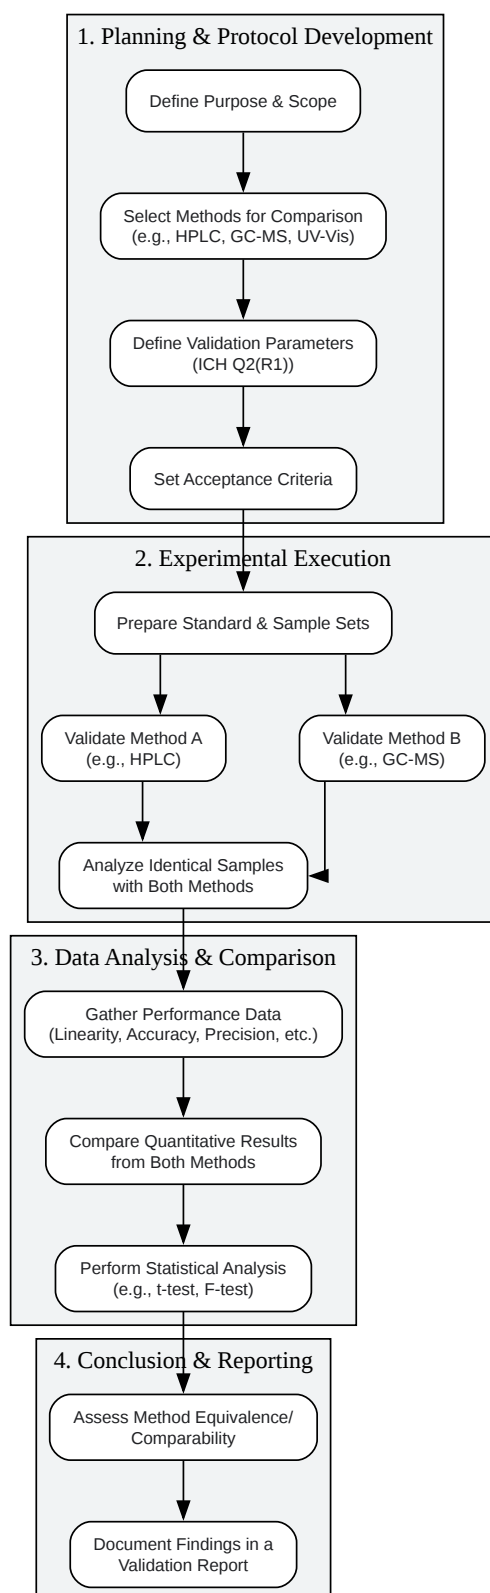 1. Planning & Protocol Development
Define Purpose & Scope
Select Methods for Comparison
(e.g., HPLC, GC-MS, UV-Vis)
Define Validation Parameters
(ICH Q2(R1))
Set Acceptance Criteria
2. Experimental Execution
Prepare Standard & Sample Sets
Validate Method A
(e.g., HPLC)
Validate Method B
(e.g., GC-MS)
Analyze Identical Samples
with Both Methods
3. Data Analysis & Comparison
Gather Performance Data
(Linearity, Accuracy, Precision, etc.)
Compare Quantitative Results
from Both Methods
Perform Statistical Analysis
(e.g., t-test, F-test)
4. Conclusion & Reporting
Assess Method Equivalence/
Comparability
Document Findings in a
Validation Report